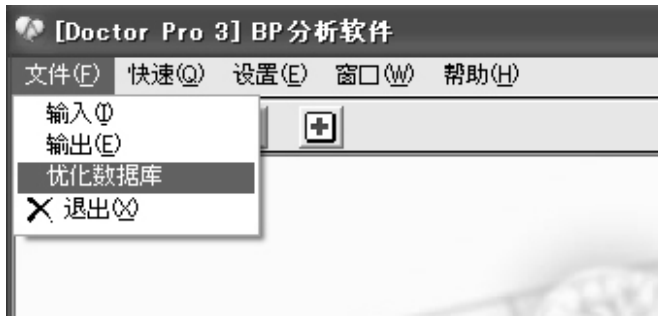 [Doctor Pro 3] BP分析软件
文件(F) 快速(Q) 设置(E) 窗口(W) 帮助(H)
输入(I)
输出(E)
优化数据库
退出(X)